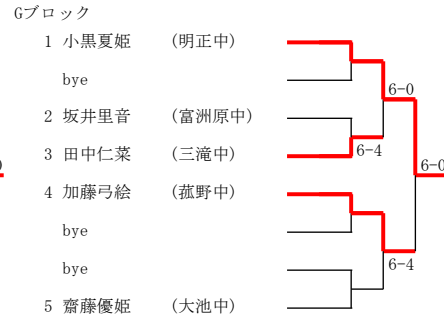 Gブロック
1 小黒夏姫 (明正中)
bye
6-0
2 坂井里音 (富洲原中)
3 田中仁菜 (三滝中)
6-4
6-0
4 加藤弓絵 (菰野中)
bye
bye
6-4
5 齋藤優姫 (大池中)